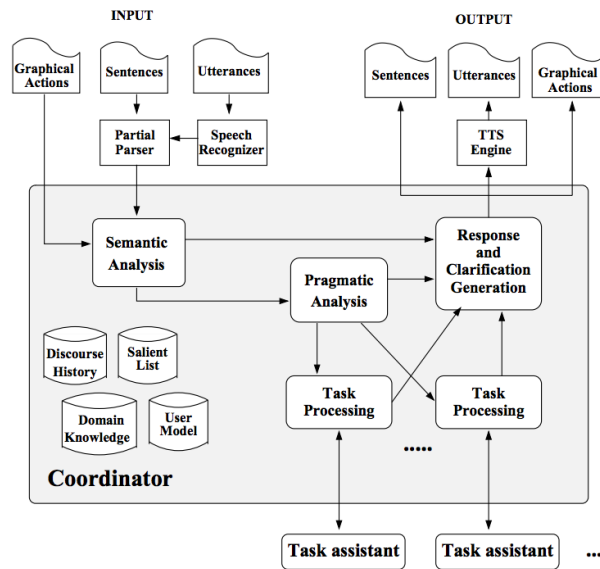 INPUT
OUTPUT
Graphical
Actions
Sentences
Utterances
Sentences
Utterances
Graphical
Actions
Partial
Parser
Speech
Recognizer
TTS
Engine
Semantic
Analysis
Pragmatic
Analysis
Response
and
Clarification
Generation
Discourse
History
Salient
List
Domain
Knowledge
User
Model
Task
Processing
Task
Processing
.....
Coordinator
Task assistant
Task assistant
...